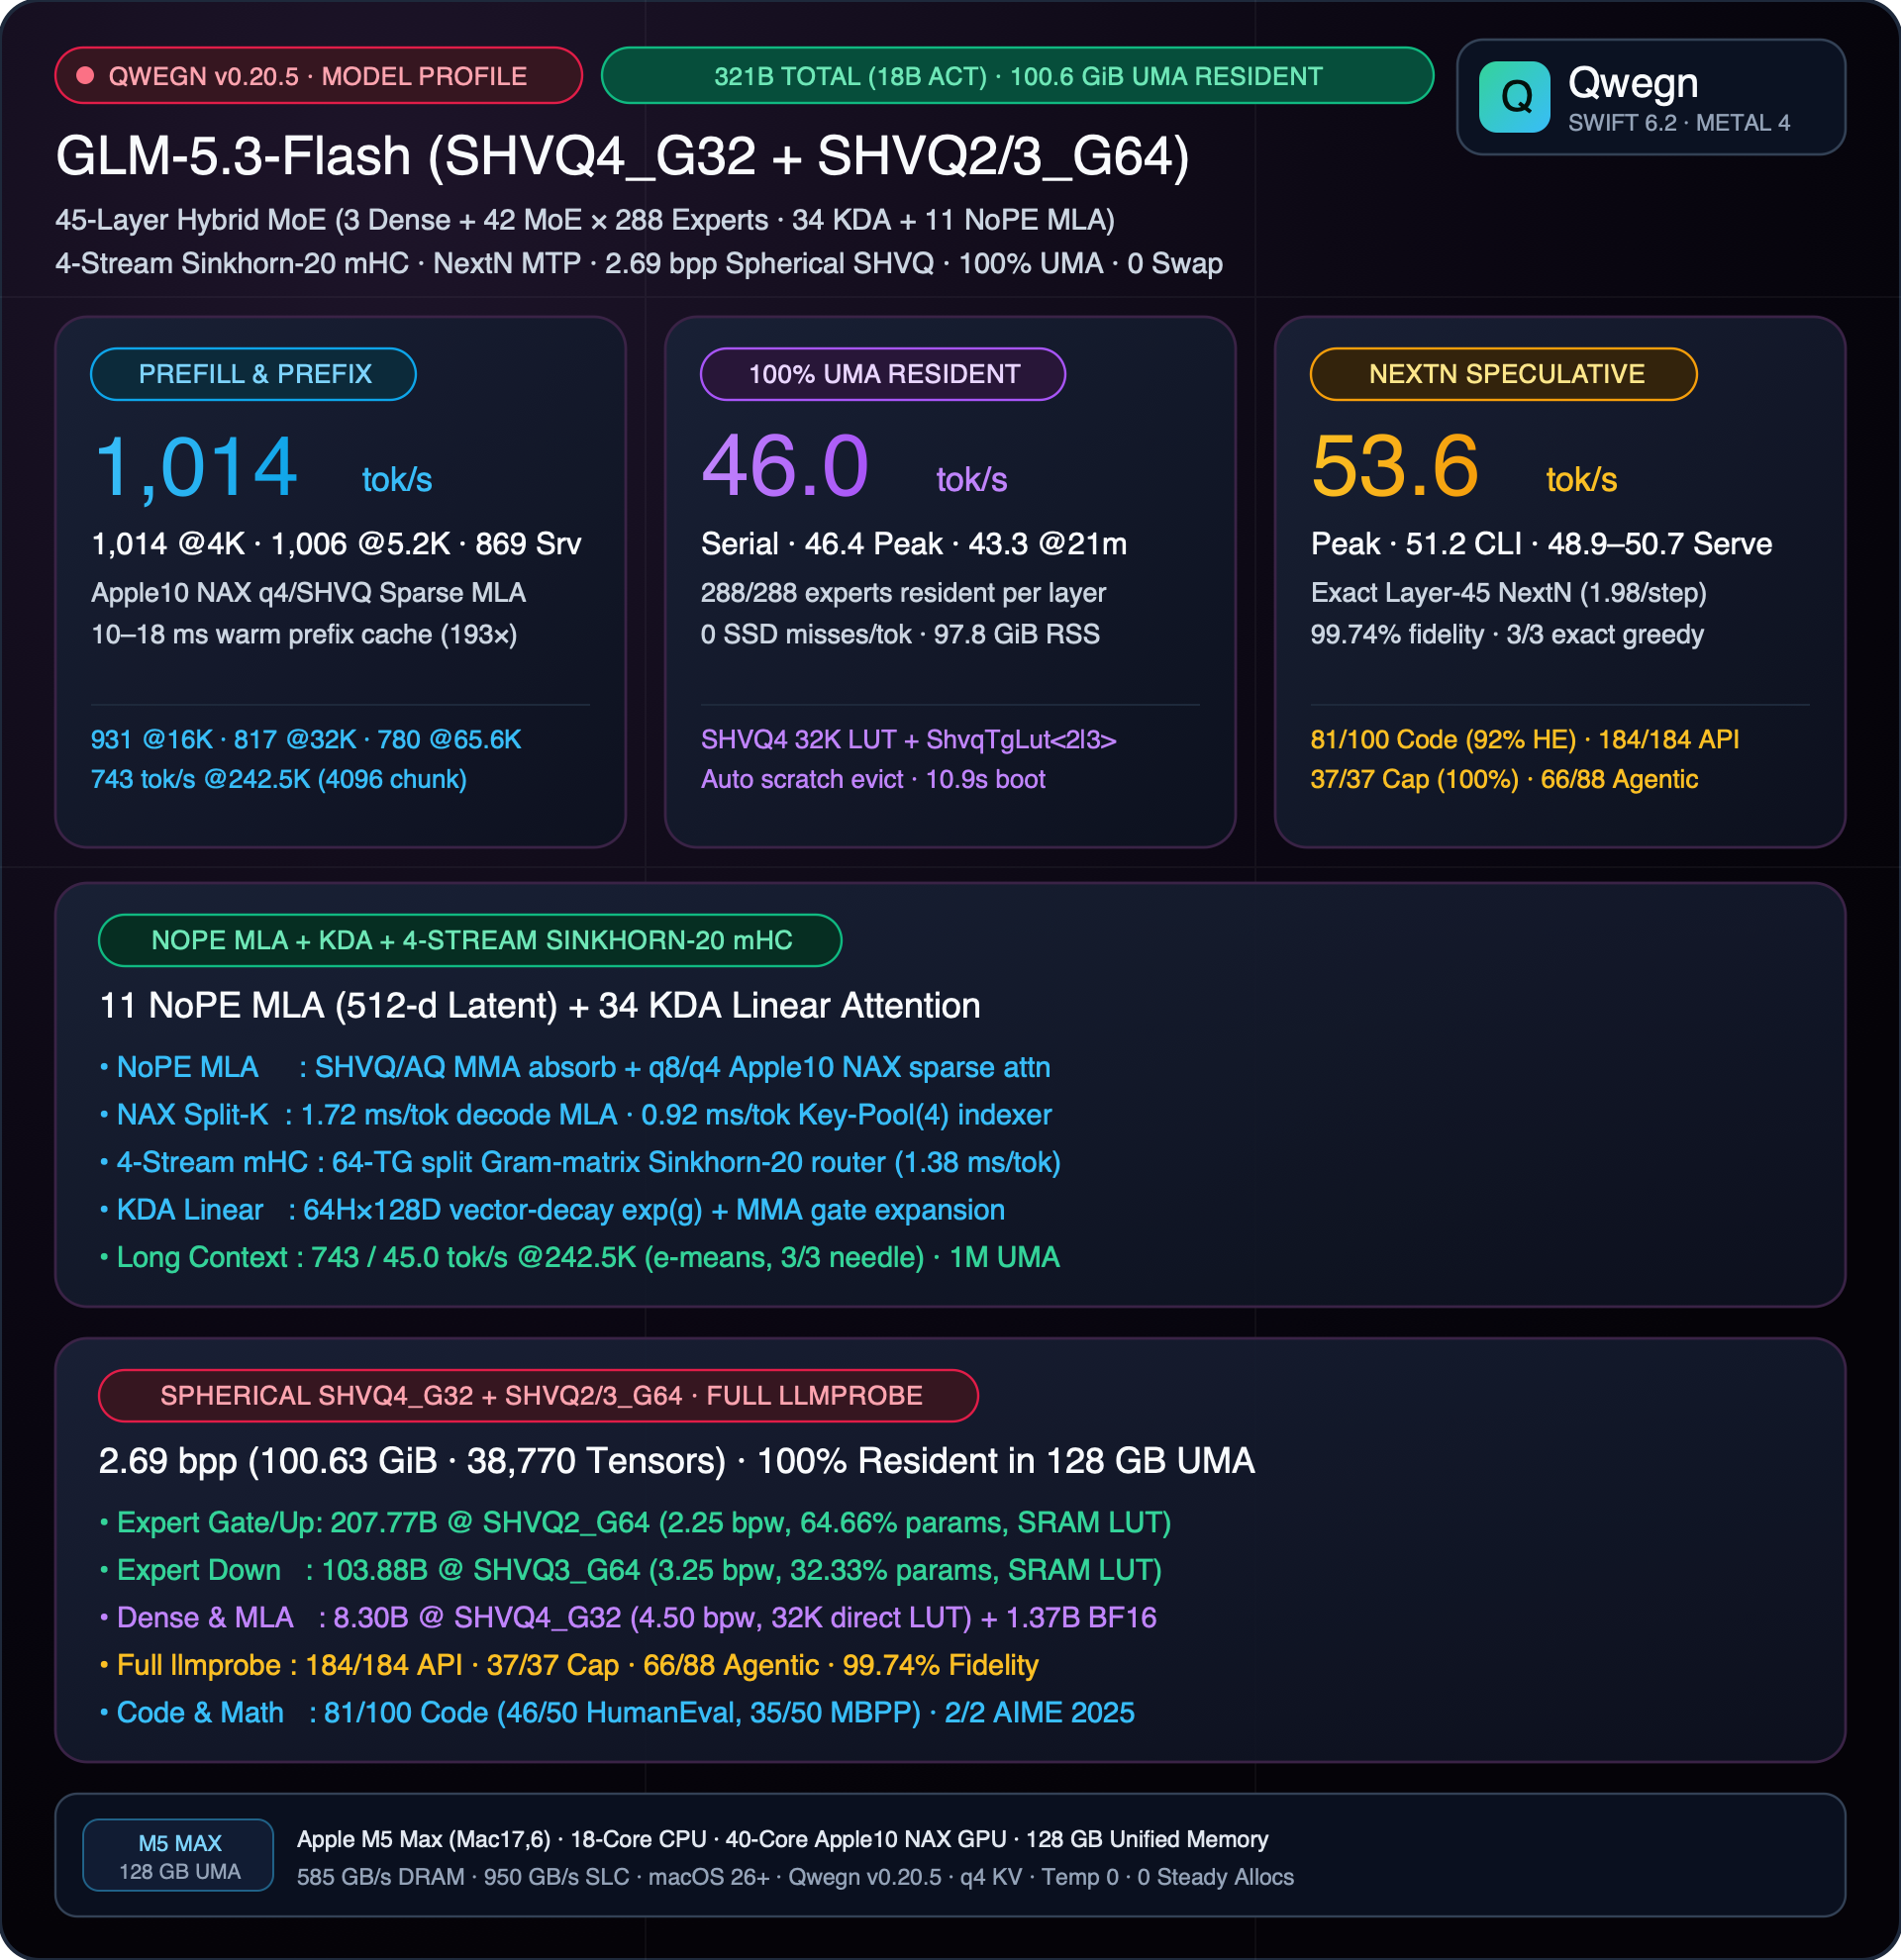 QWEGN v0.20.5 · MODEL PROFILE
321B TOTAL (18B ACT) · 100.6 GiB UMA RESIDENT
Q
Qwegn
SWIFT 6.2 · METAL 4
GLM-5.3-Flash (SHVQ4_G32 + SHVQ2/3_G64)
45-Layer Hybrid MoE (3 Dense + 42 MoE × 288 Experts · 34 KDA + 11 NoPE MLA)
4-Stream Sinkhorn-20 mHC · NextN MTP · 2.69 bpp Spherical SHVQ · 100% UMA · 0 Swap
PREFILL & PREFIX
1,014 tok/s
1,014 @4K · 1,006 @5.2K · 869 Srv
Apple10 NAX q4/SHVQ Sparse MLA
10–18 ms warm prefix cache (193×)
931 @16K · 817 @32K · 780 @65.6K
743 tok/s @242.5K (4096 chunk)
100% UMA RESIDENT
46.0 tok/s
Serial · 46.4 Peak · 43.3 @21m
288/288 experts resident per layer
0 SSD misses/tok · 97.8 GiB RSS
SHVQ4 32K LUT + ShvqTgLut<2l3>
Auto scratch evict · 10.9s boot
NEXTN SPECULATIVE
53.6 tok/s
Peak · 51.2 CLI · 48.9–50.7 Serve
Exact Layer-45 NextN (1.98/step)
99.74% fidelity · 3/3 exact greedy
81/100 Code (92% HE) · 184/184 API
37/37 Cap (100%) · 66/88 Agentic
NOPE MLA + KDA + 4-STREAM SINKHORN-20 mHC
11 NoPE MLA (512-d Latent) + 34 KDA Linear Attention
• NoPE MLA : SHVQ/AQ MMA absorb + q8/q4 Apple10 NAX sparse attn
• NAX Split-K : 1.72 ms/tok decode MLA · 0.92 ms/tok Key-Pool(4) indexer
• 4-Stream mHC : 64-TG split Gram-matrix Sinkhorn-20 router (1.38 ms/tok)
• KDA Linear : 64H×128D vector-decay exp(g) + MMA gate expansion
• Long Context : 743 / 45.0 tok/s @242.5K (e-means, 3/3 needle) · 1M UMA
SPHERICAL SHVQ4_G32 + SHVQ2/3_G64 · FULL LLMPROBE
2.69 bpp (100.63 GiB · 38,770 Tensors) · 100% Resident in 128 GB UMA
• Expert Gate/Up: 207.77B @ SHVQ2_G64 (2.25 bpw, 64.66% params, SRAM LUT)
• Expert Down : 103.88B @ SHVQ3_G64 (3.25 bpw, 32.33% params, SRAM LUT)
• Dense & MLA : 8.30B @ SHVQ4_G32 (4.50 bpw, 32K direct LUT) + 1.37B BF16
• Full llmprobe : 184/184 API · 37/37 Cap · 66/88 Agentic · 99.74% Fidelity
• Code & Math : 81/100 Code (46/50 HumanEval, 35/50 MBPP) · 2/2 AIME 2025
M5 MAX
128 GB UMA
Apple M5 Max (Mac17,6) · 18-Core CPU · 40-Core Apple10 NAX GPU · 128 GB Unified Memory
585 GB/s DRAM · 950 GB/s SLC · macOS 26+ · Qwegn v0.20.5 · q4 KV · Temp 0 · 0 Steady Allocs